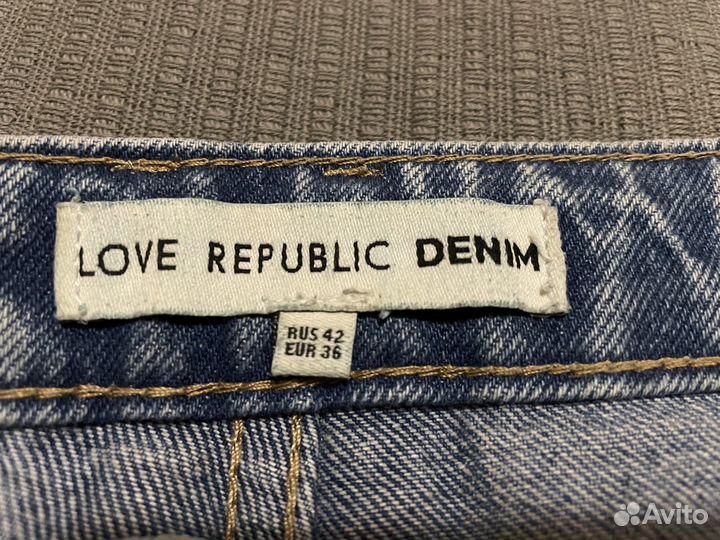 LOVE REPUBLIC DENIM
RUS 42
EUR 36
Avito